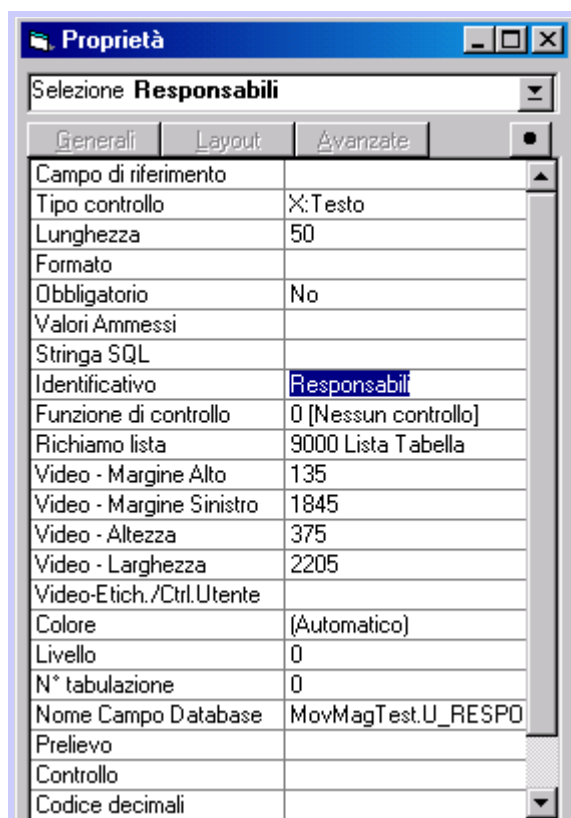 Proprietà
Selezione Responsabili
Generali Layout Avanzate
Campo di riferimento
Tipo controllo X:Testo
Lunghezza 50
Formato
Obbligatorio No
Valori Ammessi
Stringa SQL
Identificativo Responsabili
Funzione di controllo 0 [Nessun controllo]
Richiamo lista 9000 Lista Tabella
Video - Margine Alto 135
Video - Margine Sinistro 1845
Video - Altezza 375
Video - Larghezza 2205
Video-Etich./Ctrl.Utente
Colore (Automatico)
Livello 0
N° tabulazione 0
Nome Campo Database MovMagTest.U_RESPO
Prelievo
Controllo
Codice decimali